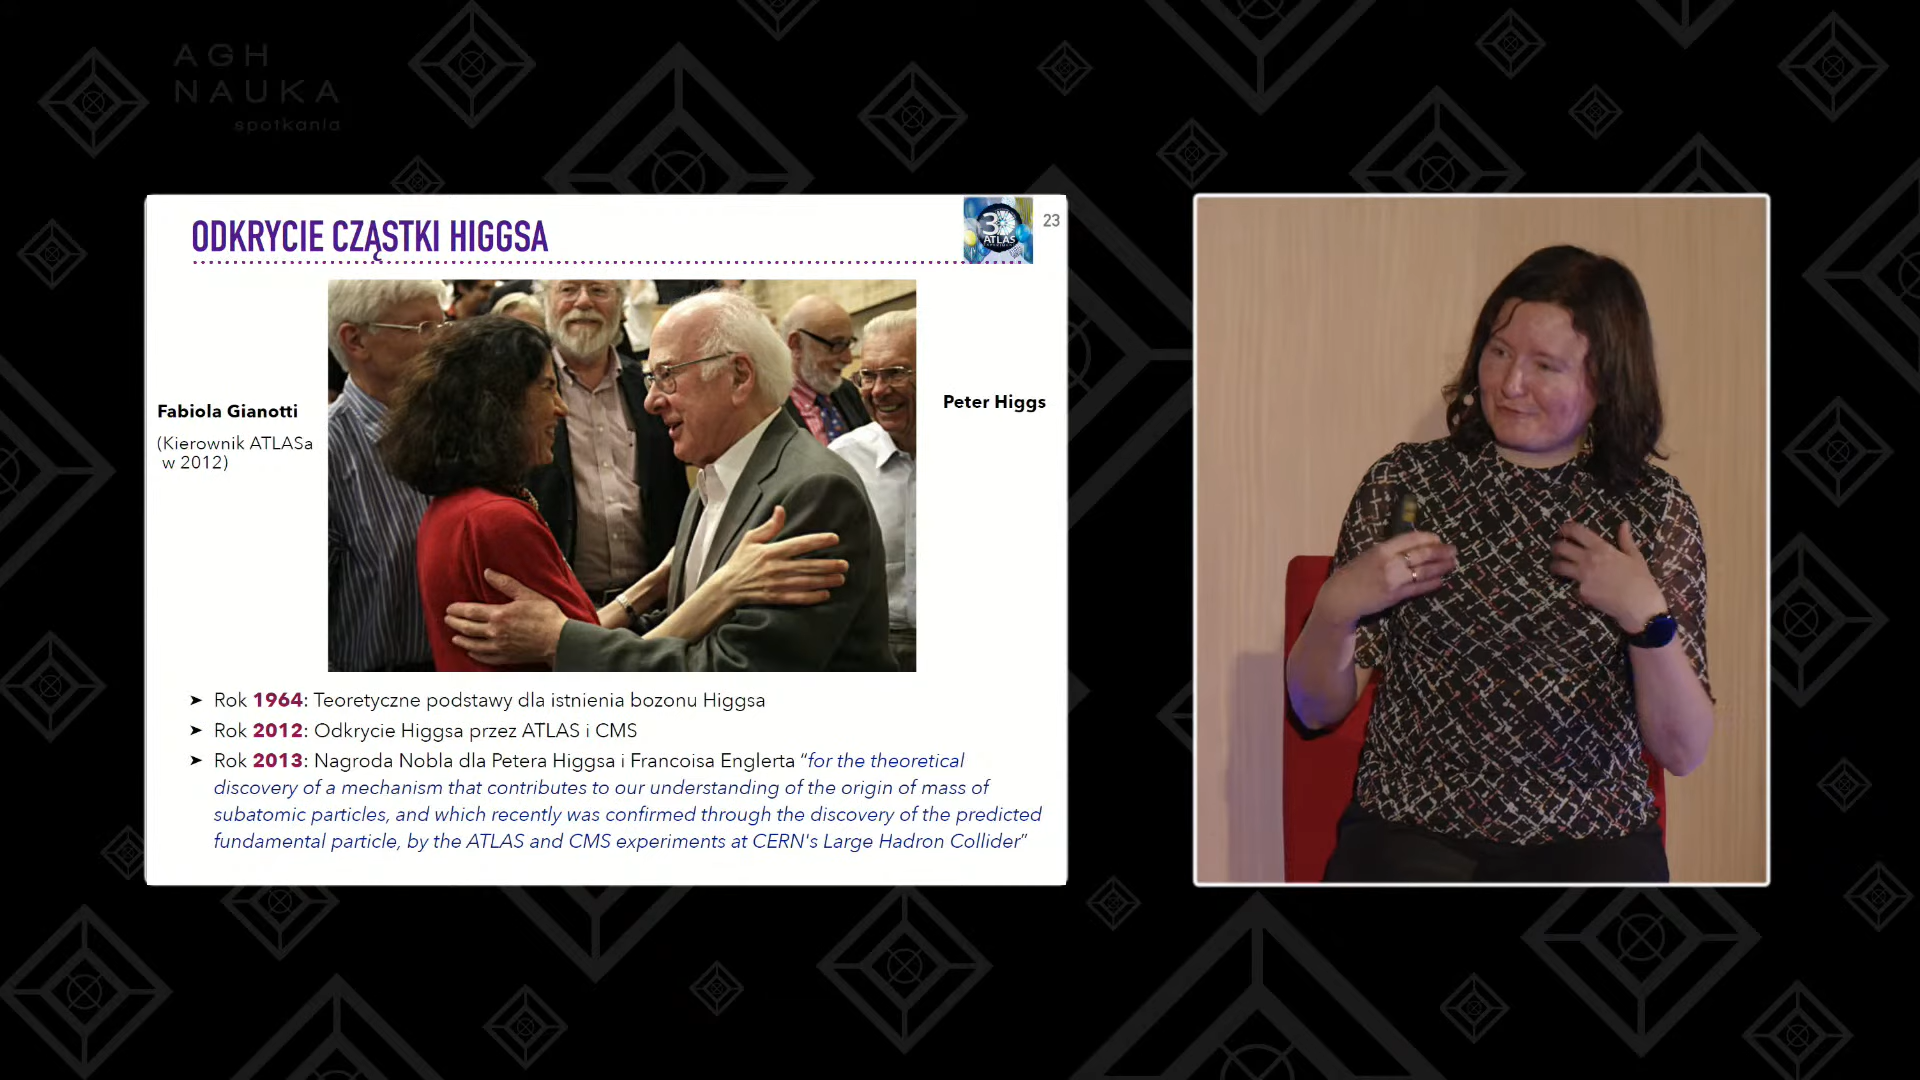 AGH
NAUKA
spotkania
ODKRYCIE CZĄSTKI HIGGSA
30
ATLAS
23
Fabiola Gianotti
(Kierownik ATLASa
w 2012)
Peter Higgs
➤ Rok 1964: Teoretyczne podstawy dla istnienia bozonu Higgsa
➤ Rok 2012: Odkrycie Higgsa przez ATLAS i CMS
➤ Rok 2013: Nagroda Nobla dla Petera Higgsa i Francoisa Englerta “for the theoretical
discovery of a mechanism that contributes to our understanding of the origin of mass of
subatomic particles, and which recently was confirmed through the discovery of the predicted
fundamental particle, by the ATLAS and CMS experiments at CERN's Large Hadron Collider”